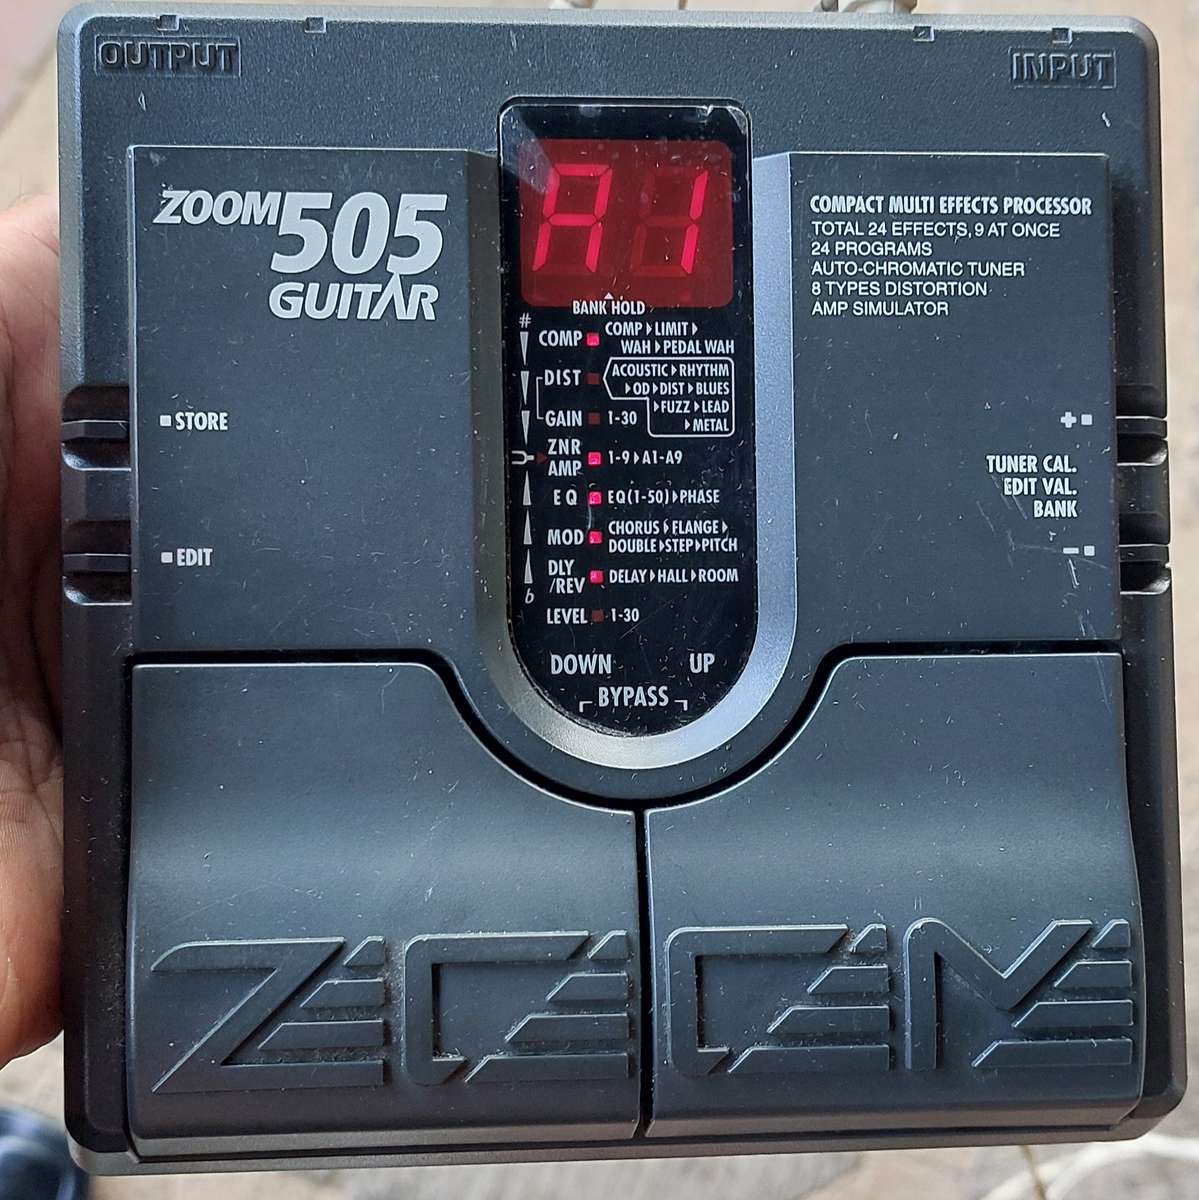 OUTPUT
INPUT
ZOOM 505
GUITAR
A1
COMPACT MULTI EFFECTS PROCESSOR
TOTAL 24 EFFECTS, 9 AT ONCE
24 PROGRAMS
AUTO-CHROMATIC TUNER
8 TYPES DISTORTION
AMP SIMULATOR
BANK HOLD
#
COMP
COMP▸LIMIT▸
WAH▸PEDAL WAH
DIST
ACOUSTIC▸RHYTHM
▸OD▸DIST▸BLUES
▸FUZZ▸LEAD
▸METAL
GAIN 1-30
ZNR
AMP 1-9▸A1-A9
EQ EQ(1-50)▸PHASE
MOD
CHORUS▸FLANGE▸
DOUBLE▸STEP▸PITCH
DLY
/REV DELAY▸HALL▸ROOM
♭
LEVEL 1-30
DOWN UP
BYPASS
STORE
EDIT
+
TUNER CAL.
EDIT VAL.
BANK
−
ZOOM